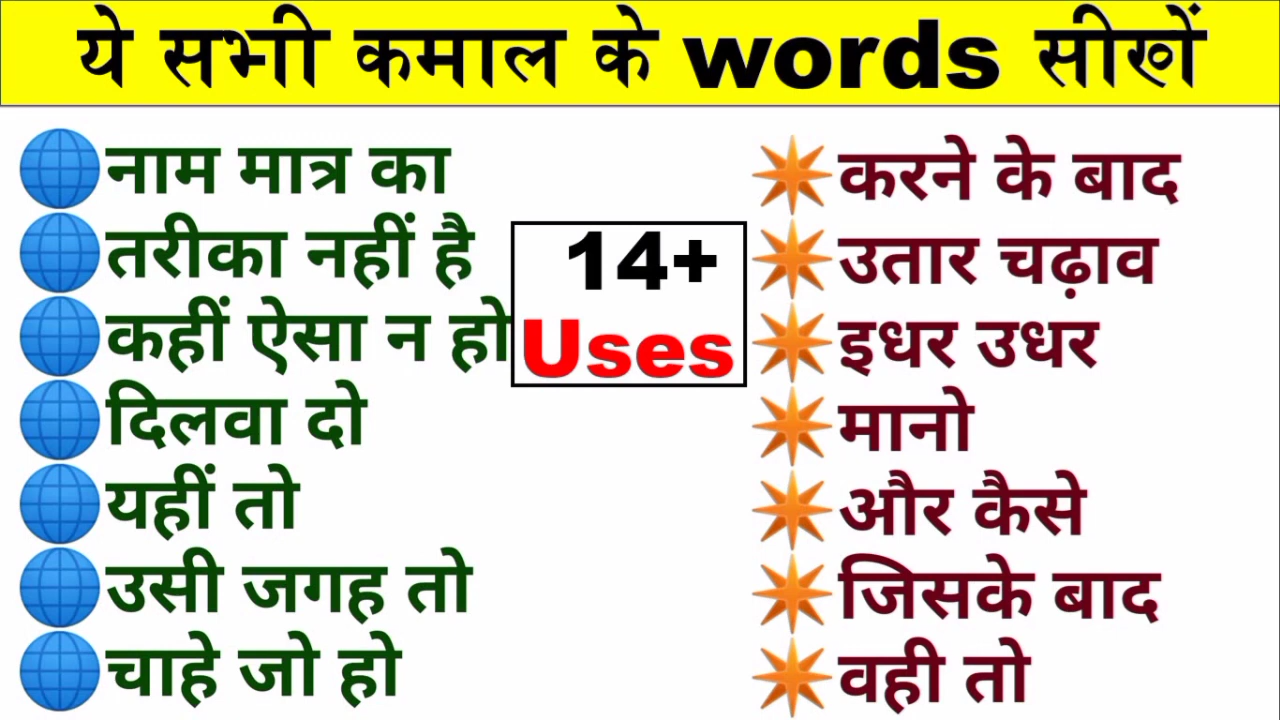 ये सभी कमाल के words सीखें
नाम मात्र का
तरीका नहीं है
कहीं ऐसा न हो
दिलवा दो
यहीं तो
उसी जगह तो
चाहे जो हो
14+
Uses
करने के बाद
उतार चढ़ाव
इधर उधर
मानो
और कैसे
जिसके बाद
वही तो